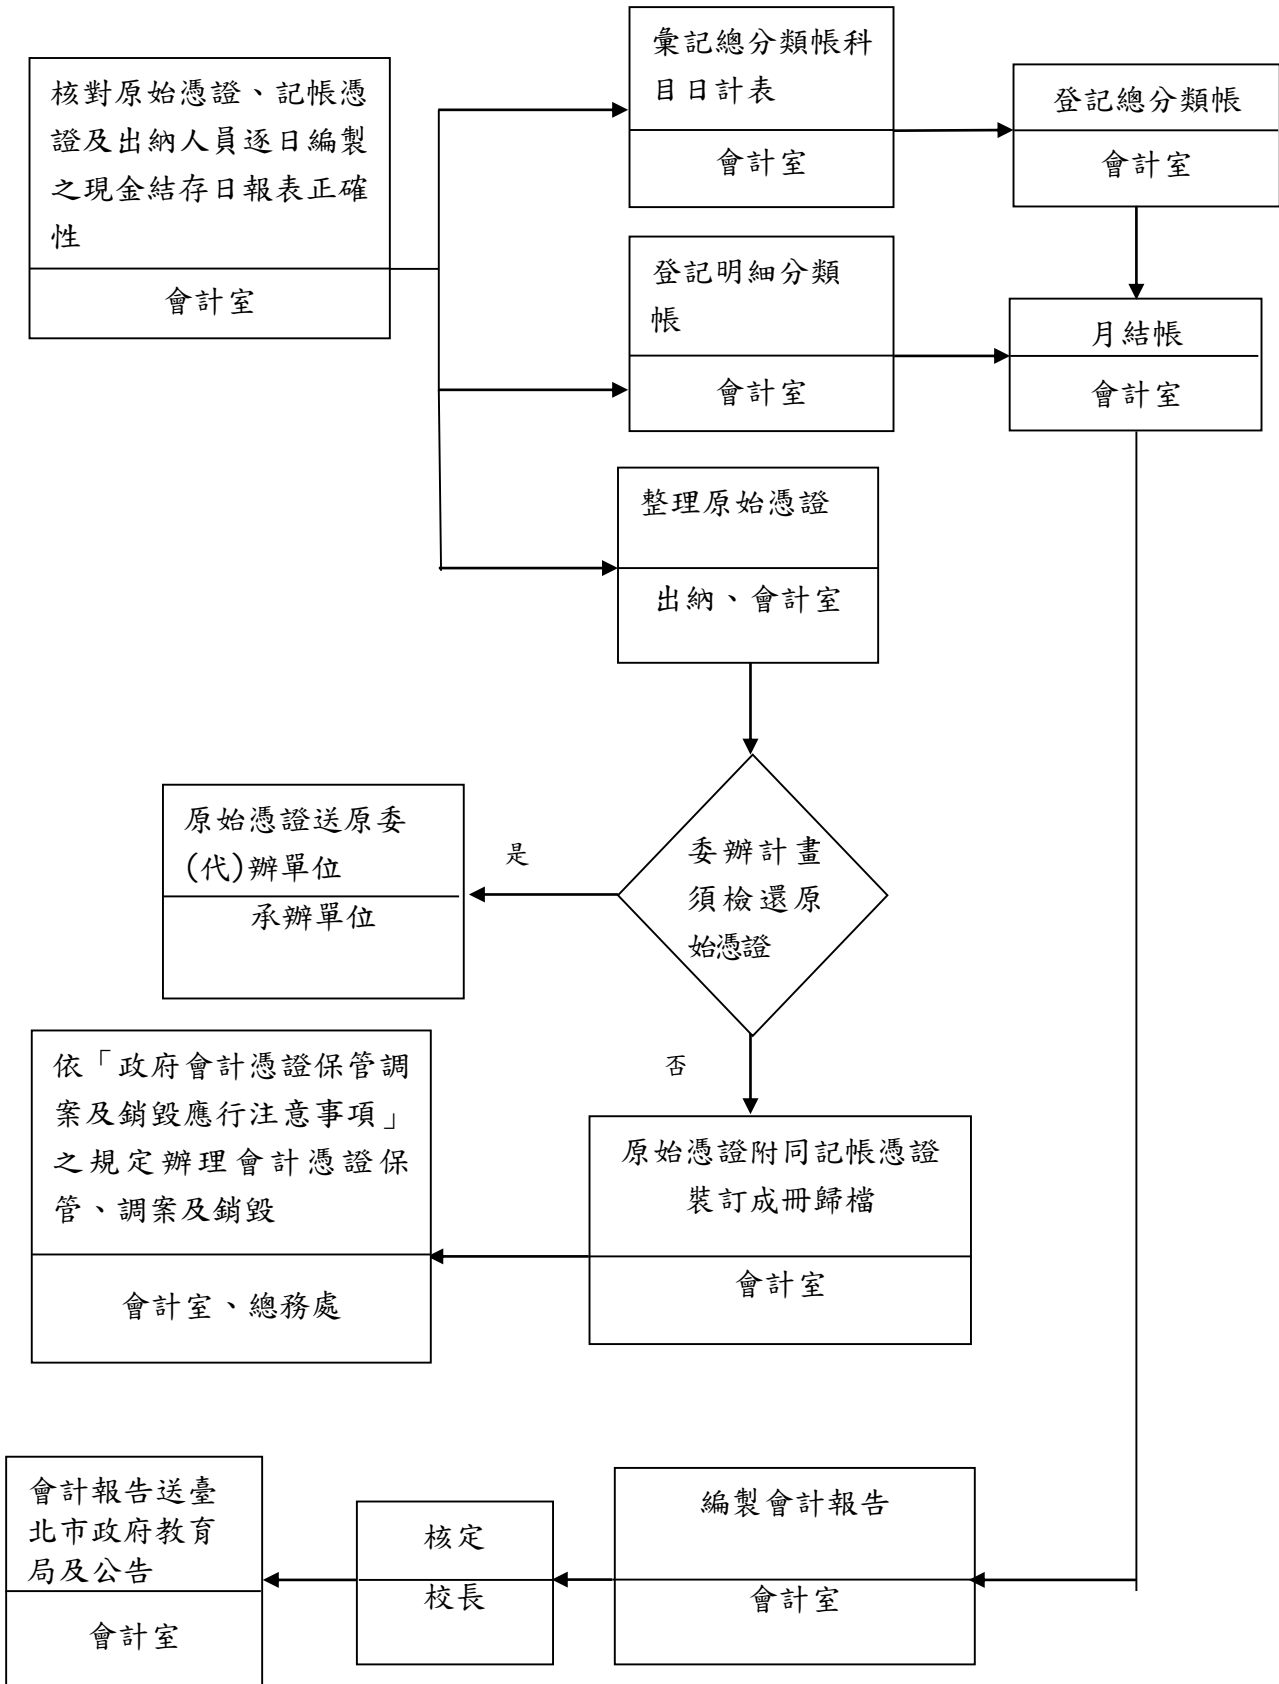 核對原始憑證、記帳憑
證及出納人員逐日編製
之現金結存日報表正確
性
會計室
彙記總分類帳科
目日計表
會計室
登記總分類帳
會計室
登記明細分類
帳
會計室
月結帳
會計室
整理原始憑證
出納、會計室
委辦計畫
須檢還原
始憑證
是
原始憑證送原委
(代)辦單位
承辦單位
否
原始憑證附同記帳憑證
裝訂成冊歸檔
會計室
依「政府會計憑證保管調
案及銷毀應行注意事項」
之規定辦理會計憑證保
管、調案及銷毀
會計室、總務處
編製會計報告
會計室
核定
校長
會計報告送臺
北市政府教育
局及公告
會計室